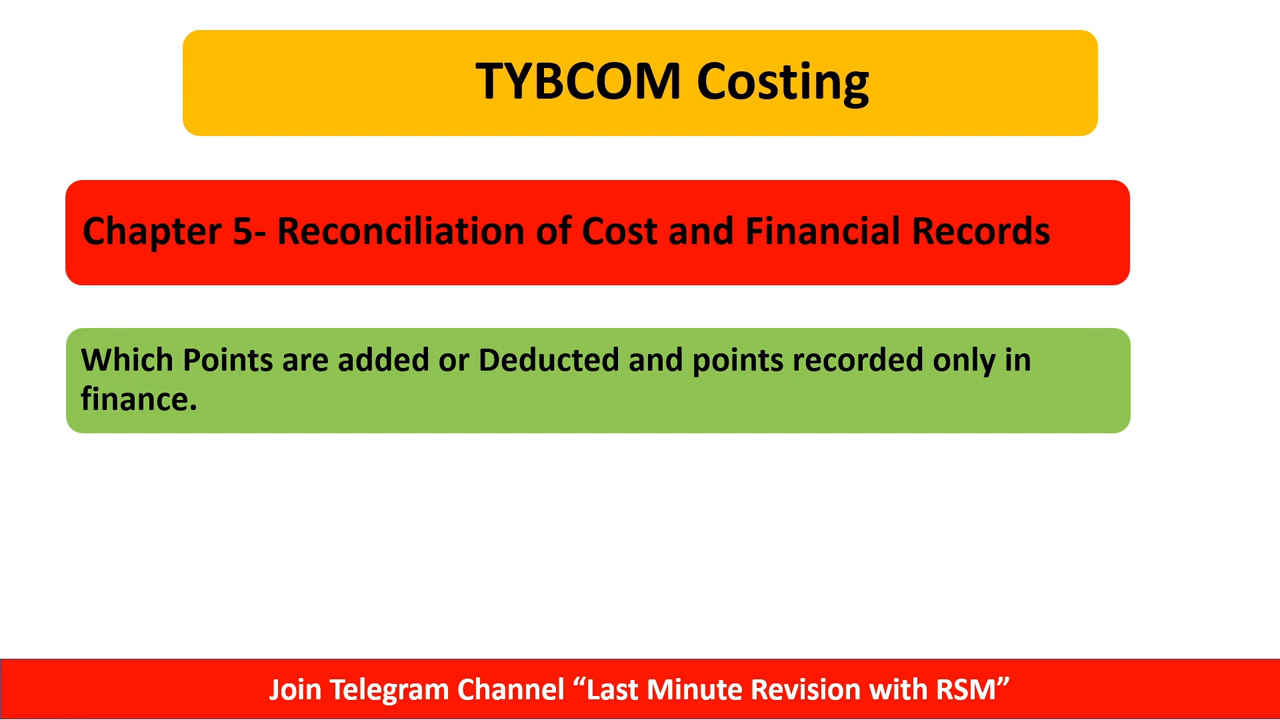 TYBCOM Costing
Chapter 5- Reconciliation of Cost and Financial Records
Which Points are added or Deducted and points recorded only in
finance.
Join Telegram Channel “Last Minute Revision with RSM”